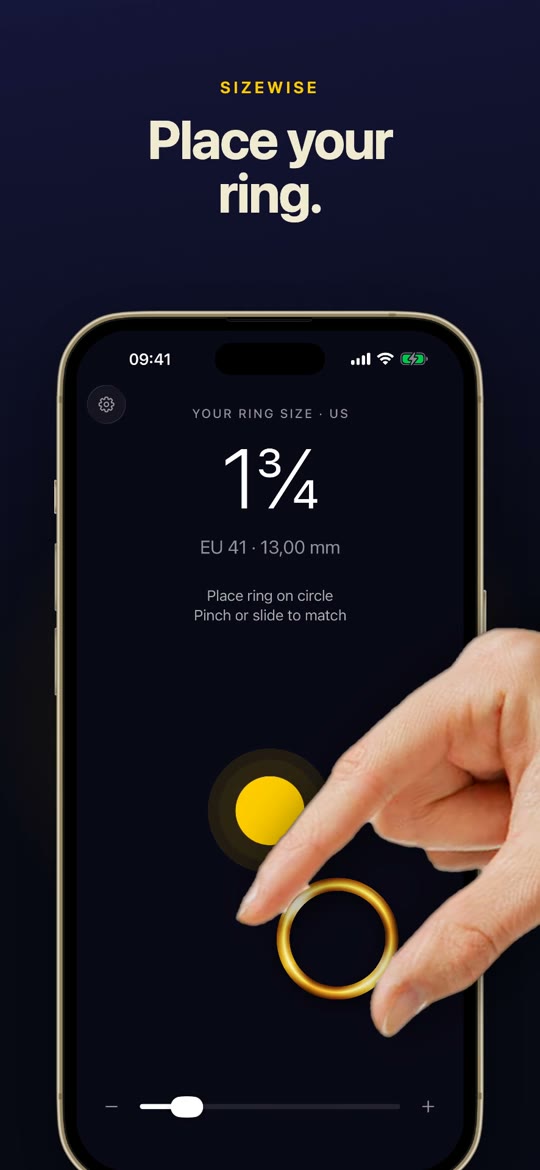 SIZEWISE
Place your
ring.
09:41
YOUR RING SIZE · US
1¾
EU 41 · 13,00 mm
Place ring on circle
Pinch or slide to match
− +